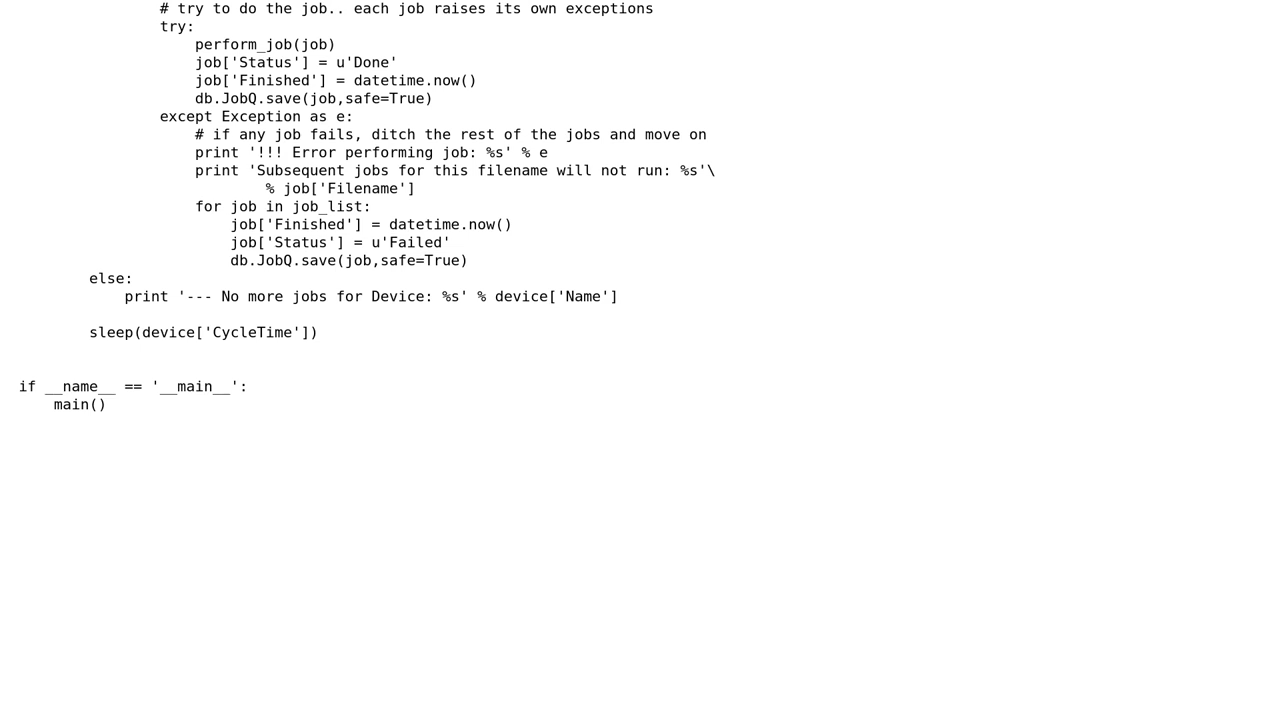 # try to do the job.. each job raises its own exceptions
                try:
                    perform_job(job)
                    job['Status'] = u'Done'
                    job['Finished'] = datetime.now()
                    db.JobQ.save(job,safe=True)
                except Exception as e:
                    # if any job fails, ditch the rest of the jobs and move on
                    print '!!! Error performing job: %s' % e
                    print 'Subsequent jobs for this filename will not run: %s'\
                            % job['Filename']
                    for job in job_list:
                        job['Finished'] = datetime.now()
                        job['Status'] = u'Failed'
                        db.JobQ.save(job,safe=True)
        else:
            print '--- No more jobs for Device: %s' % device['Name']

        sleep(device['CycleTime'])


if __name__ == '__main__':
    main()